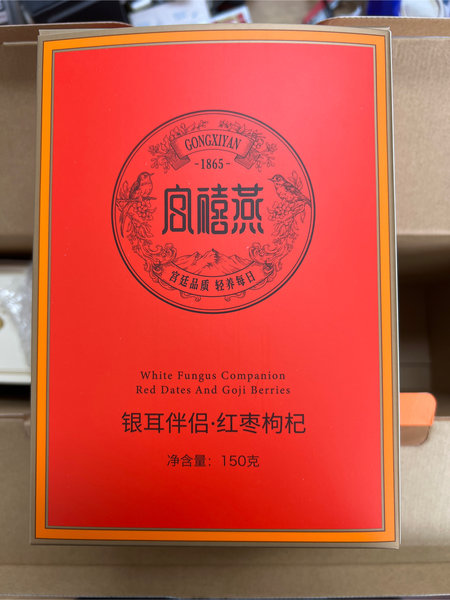 GONGXIYAN
1865
宫禧燕
宫廷品质 轻养每日
White Fungus Companion
Red Dates And Goji Berries
银耳伴侣·红枣枸杞
净含量：150克